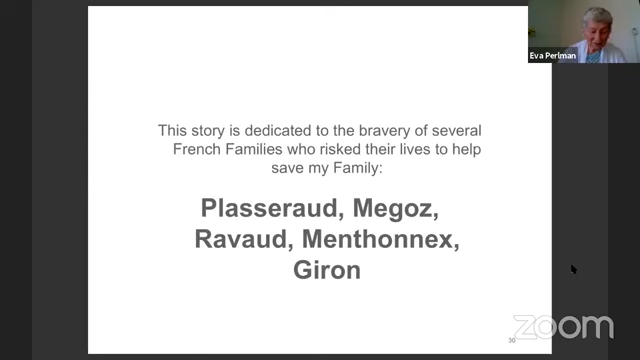 Eva Perlman
This story is dedicated to the bravery of several
French Families who risked their lives to help
save my Family:
Plasseraud, Megoz,
Ravaud, Menthonnex,
Giron
30
zoom